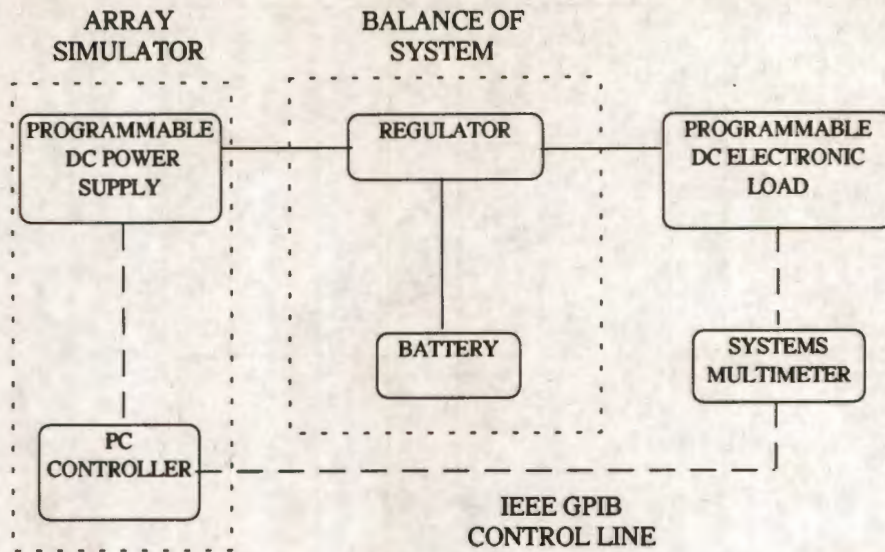 ARRAY
SIMULATOR
BALANCE OF
SYSTEM
PROGRAMMABLE
DC POWER
SUPPLY
REGULATOR
PROGRAMMABLE
DC ELECTRONIC
LOAD
BATTERY
SYSTEMS
MULTIMETER
PC
CONTROLLER
IEEE GPIB
CONTROL LINE